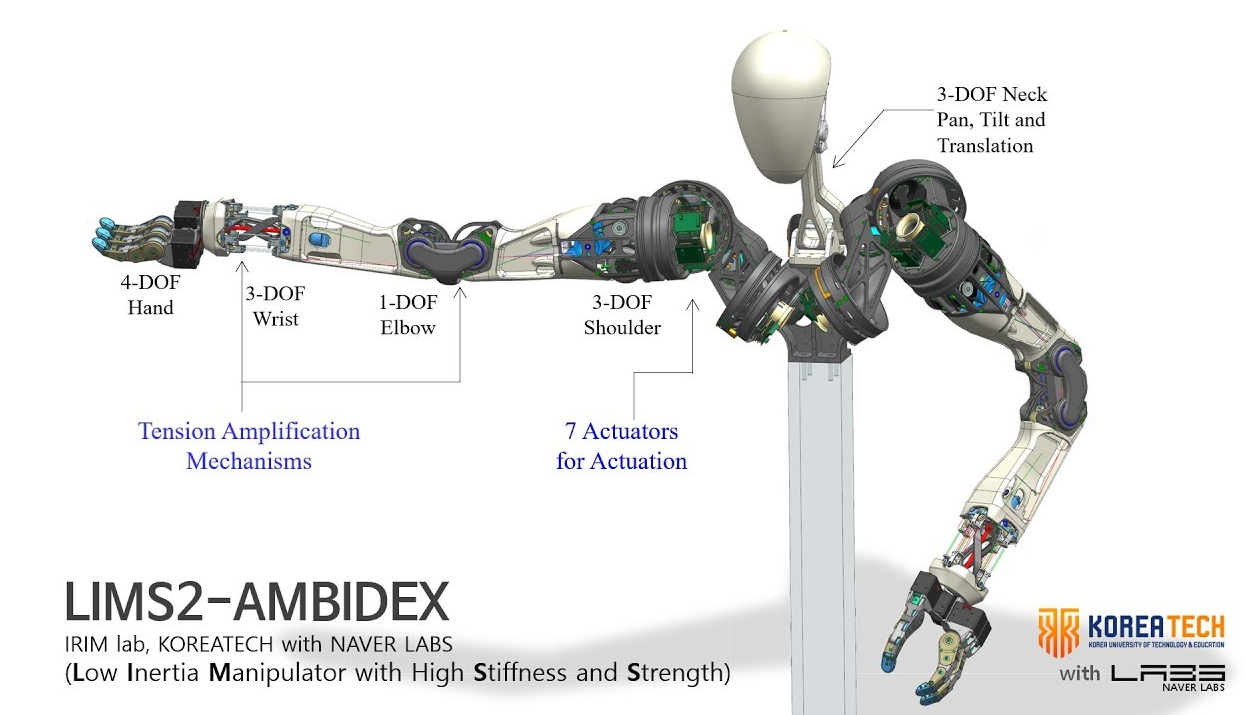 3-DOF Neck
Pan, Tilt and
Translation
4-DOF
Hand
3-DOF
Wrist
1-DOF
Elbow
3-DOF
Shoulder
Tension Amplification
Mechanisms
7 Actuators
for Actuation
LIMS2-AMBIDEX
IRIM lab, KOREATECH with NAVER LABS
(Low Inertia Manipulator with High Stiffness and Strength)
KOREATECH
KOREA UNIVERSITY OF TECHNOLOGY & EDUCATION
with LABS
NAVER LABS